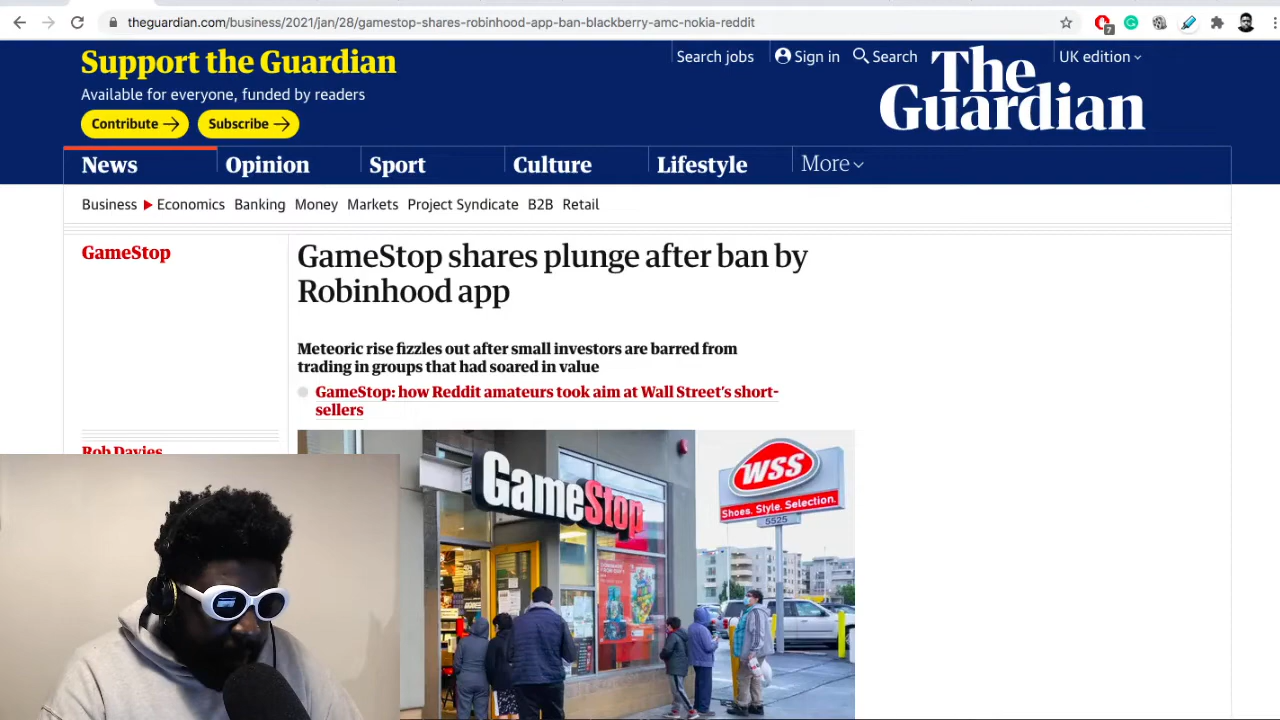 theguardian.com/business/2021/jan/28/gamestop-shares-robinhood-app-ban-blackberry-amc-nokia-reddit
7
Support the Guardian
Available for everyone, funded by readers
Contribute
Subscribe
Search jobs
Sign in
Search
The
Guardian
UK edition
News
Opinion
Sport
Culture
Lifestyle
More
Business
Economics
Banking
Money
Markets
Project Syndicate
B2B
Retail
GameStop
GameStop shares plunge after ban by
Robinhood app
Meteoric rise fizzles out after small investors are barred from
trading in groups that had soared in value
GameStop: how Reddit amateurs took aim at Wall Street's short-
sellers
Rob Davies
GameStop
WSS
Shoes. Style. Selection.
6525